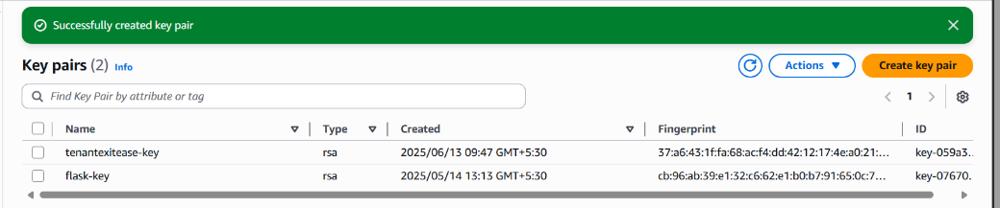 Successfully created key pair
Key pairs (2) Info
Actions
Create key pair
Find Key Pair by attribute or tag
1
Name Type Created Fingerprint ID
tenantexitease-key rsa 2025/06/13 09:47 GMT+5:30 37:a6:43:1f:fa:68:ac:f4:dd:42:12:17:4e:a0:21:... key-059a3..
flask-key rsa 2025/05/14 13:13 GMT+5:30 cb:96:ab:39:e1:32:c6:62:e1:b0:b7:91:65:0c:7... key-07670.